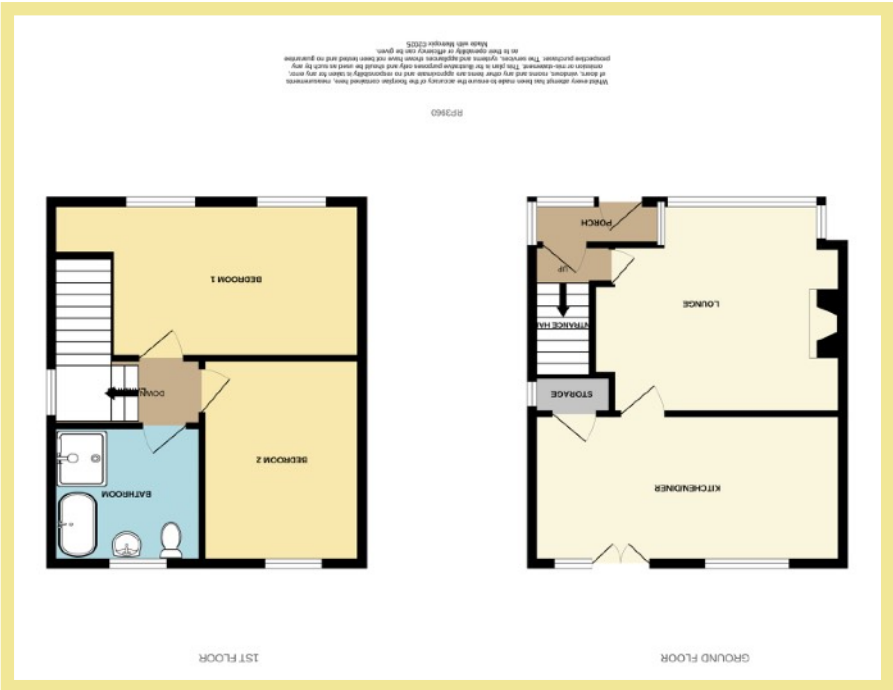 GROUND FLOOR
1ST FLOOR
KITCHEN/DINER
STORAGE
ENTRANCE HALL
LOUNGE
UP
PORCH
BATHROOM
BEDROOM 2
LANDING
DOWN
BEDROOM 1
RP3960
Whilst every attempt has been made to ensure the accuracy of the floorplan contained here, measurements
of doors, windows, rooms and any other items are approximate and no responsibility is taken for any error,
omission or mis-statement. This plan is for illustrative purposes only and should be used as such by any
prospective purchaser. The services, systems and appliances shown have not been tested and no guarantee
as to their operability or efficiency can be given.
Made with Metropix ©2025